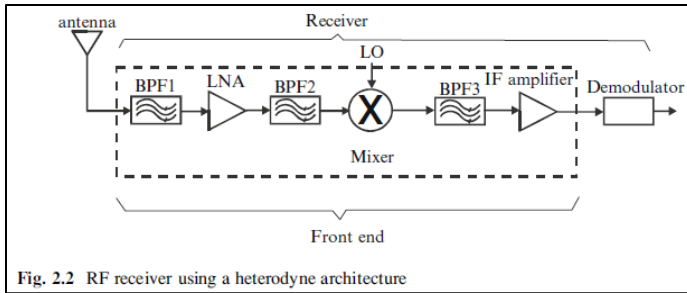 antenna
Receiver
LO
BPF1
LNA
BPF2
X
BPF3
IF amplifier
Demodulator
Mixer
Front end
Fig. 2.2 RF receiver using a heterodyne architecture